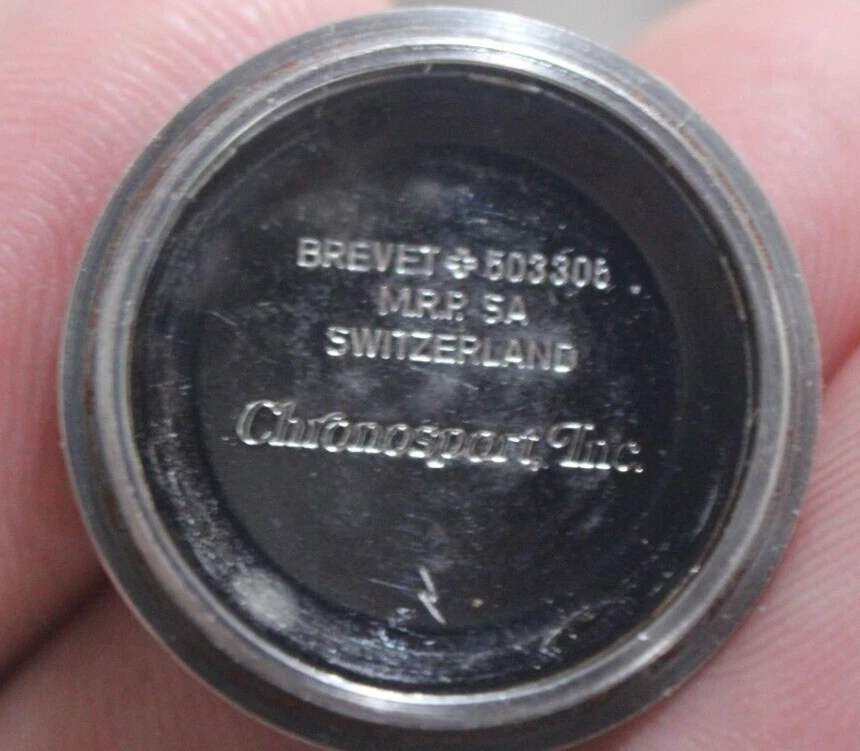 BREVET ✚ 503306
M.R.P. SA
SWITZERLAND
Chronosport, Inc.